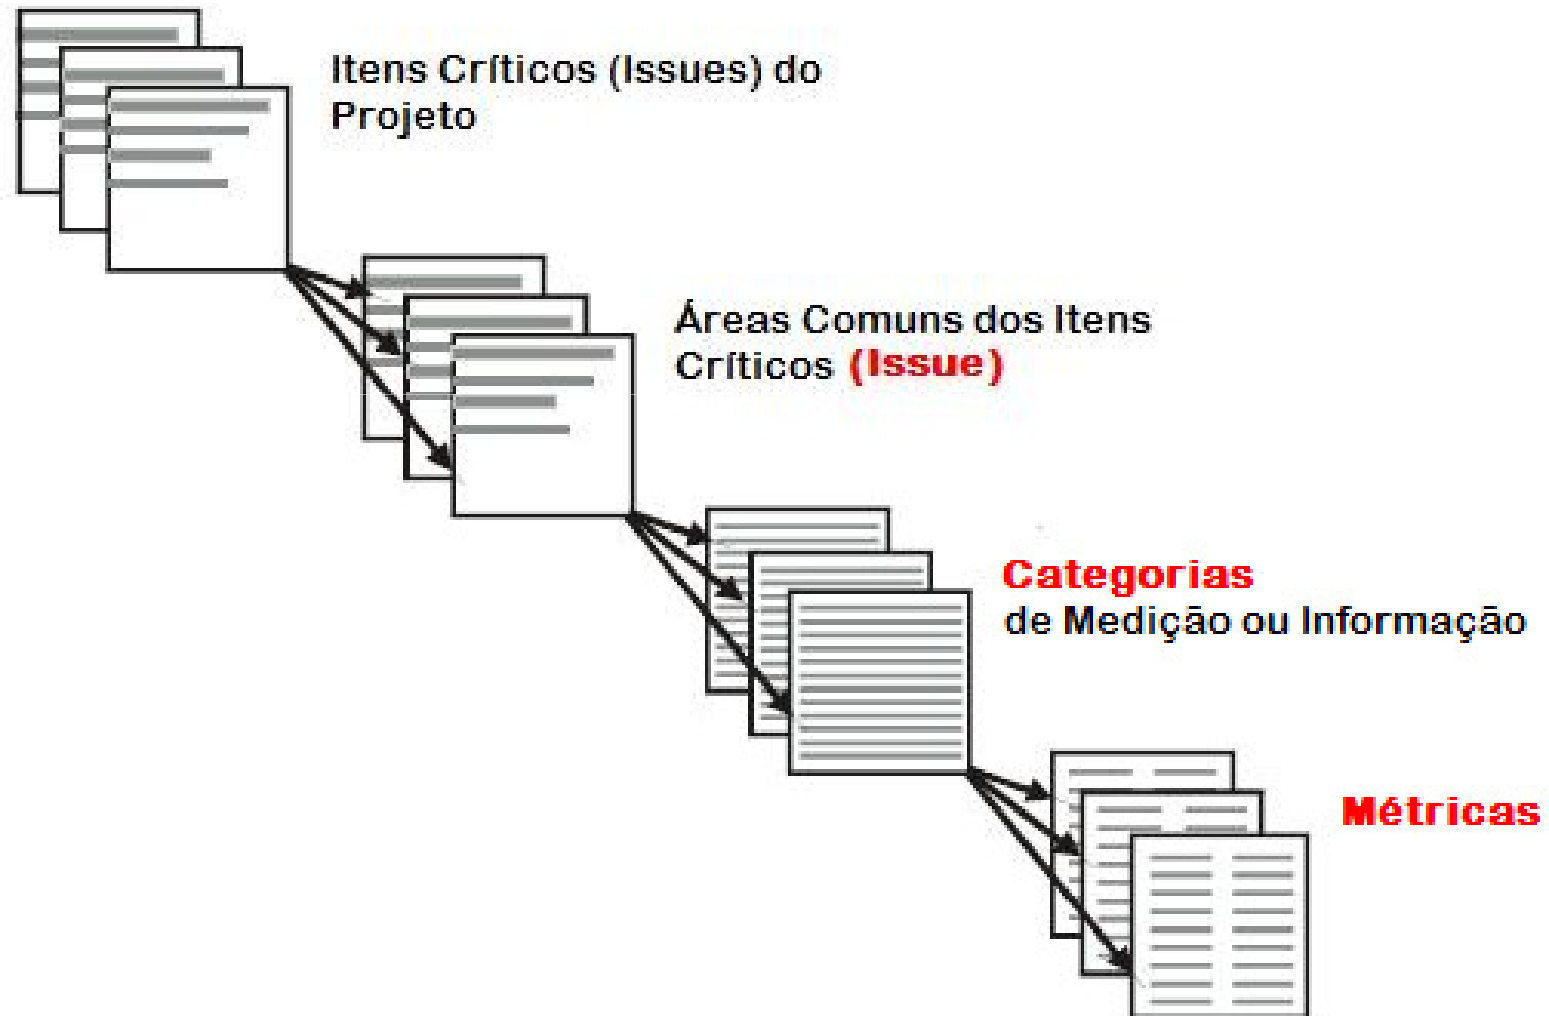 Itens Críticos (Issues) do
Projeto
Áreas Comuns dos Itens
Críticos (Issue)
Categorias
de Medição ou Informação
Métricas